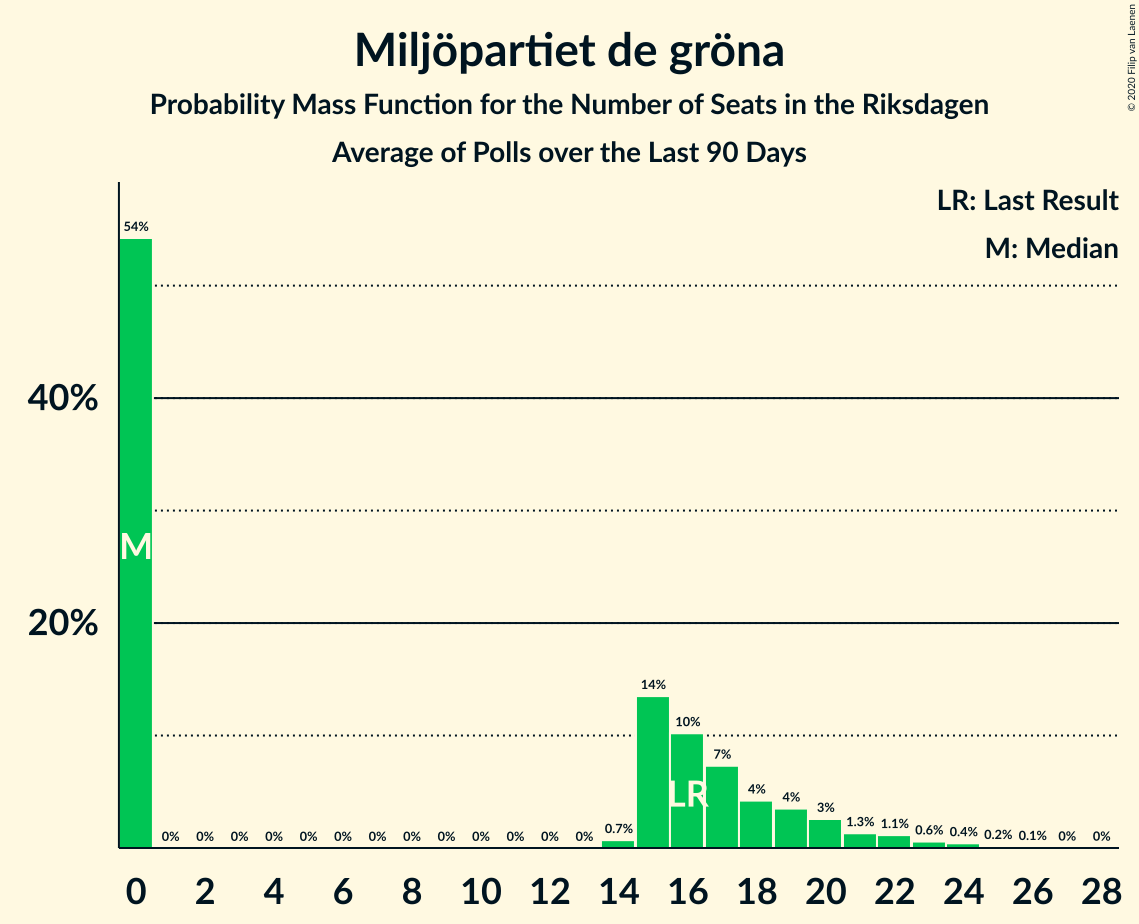 © 2020 Filip van Laenen
Miljöpartiet de gröna
Probability Mass Function for the Number of Seats in the Riksdagen
Average of Polls over the Last 90 Days
LR: Last Result
M: Median
54%
40%
20%
M
LR
0% 0% 0% 0% 0% 0% 0% 0% 0% 0% 0% 0% 0% 0.7% 14% 10% 7% 4% 4% 3% 1.3% 1.1% 0.6% 0.4% 0.2% 0.1% 0% 0%
0 2 4 6 8 10 12 14 16 18 20 22 24 26 28